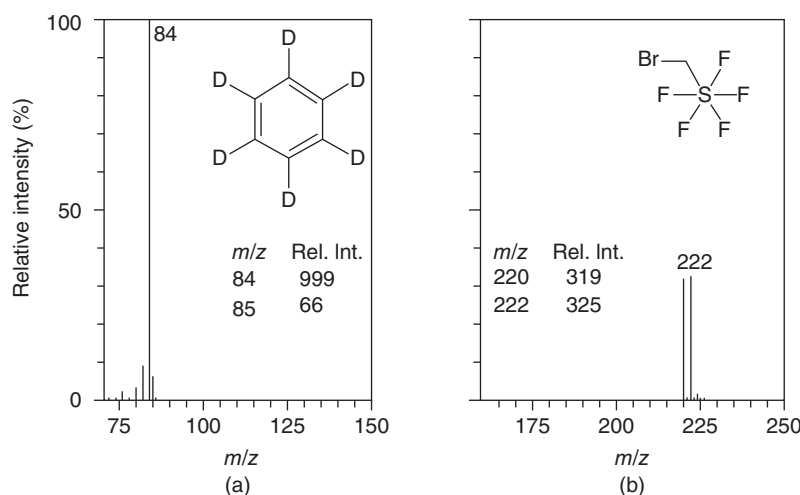 Relative intensity (%)
100
50
0
84
D
D D
D D
D
m/z Rel. Int.
84 999
85 66
75 100 125 150
m/z
(a)
Br F
F S F
F F
m/z Rel. Int.
220 319
222 325
222
175 200 225 250
m/z
(b)